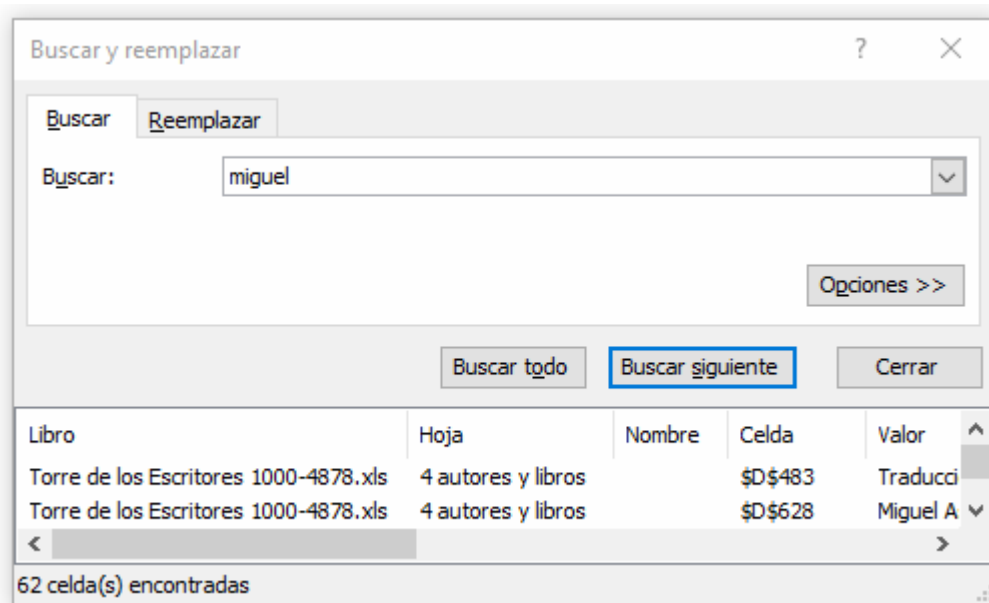 Buscar y reemplazar ?
Buscar Reemplazar
Buscar: miguel
Opciones >>
Buscar todo Buscar siguiente Cerrar
Libro Hoja Nombre Celda Valor
Torre de los Escritores 1000-4878.xls 4 autores y libros $D$483 Traducci
Torre de los Escritores 1000-4878.xls 4 autores y libros $D$628 Miguel A
62 celda(s) encontradas